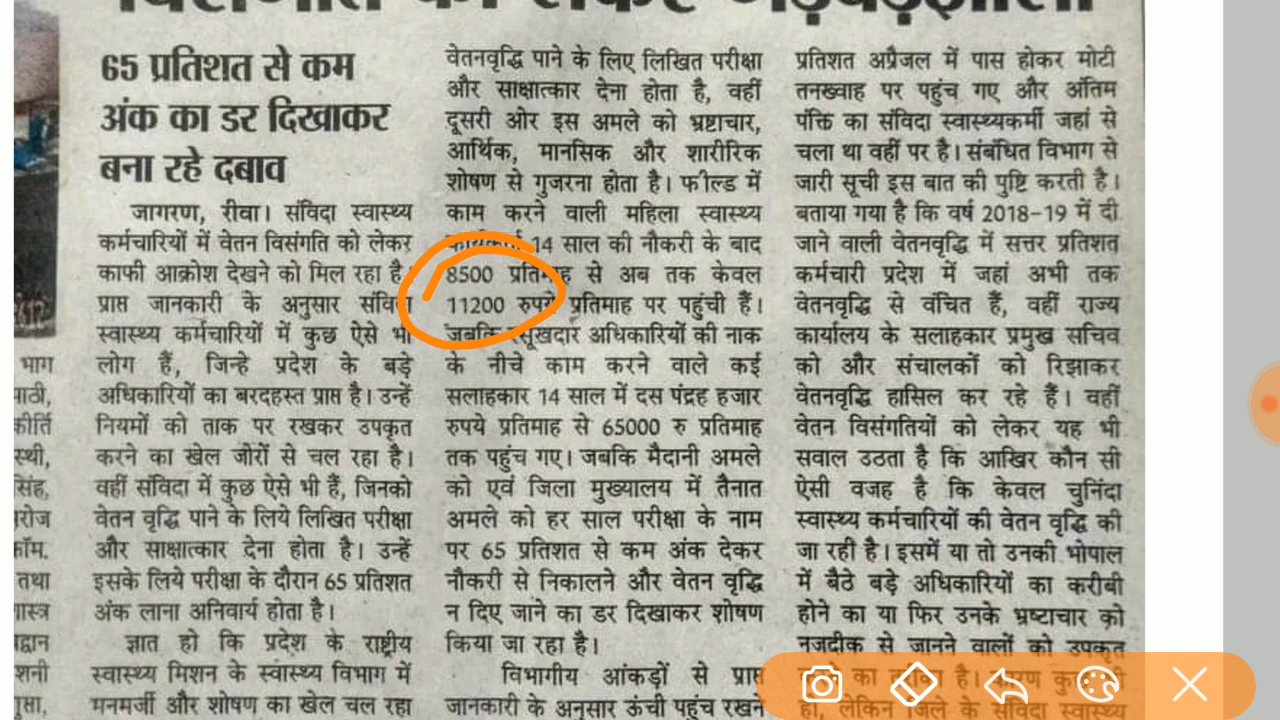 65 प्रतिशत से कम
अंक का डर दिखाकर
बना रहे दबाव
जागरण, रीवा। संविदा स्वास्थ्य
कर्मचारियों में वेतन विसंगति को लेकर
काफी आक्रोश देखने को मिल रहा है
प्राप्त जानकारी के अनुसार संविदा
स्वास्थ्य कर्मचारियों में कुछ ऐसे भी
लोग हैं, जिन्हे प्रदेश के बड़े
अधिकारियों का बरदहस्त प्राप्त है। उन्हें
नियमों को ताक पर रखकर उपकृत
करने का खेल जोरों से चल रहा है।
वहीं संविदा में कुछ ऐसे भी हैं, जिनको
वेतन वृद्धि पाने के लिये लिखित परीक्षा
और साक्षात्कार देना होता है। उन्हें
इसके लिये परीक्षा के दौरान 65 प्रतिशत
अंक लाना अनिवार्य होता है।
ज्ञात हो कि प्रदेश के राष्ट्रीय
स्वास्थ्य मिशन के स्वास्थ्य विभाग में
मनमर्जी और शोषण का खेल चल रहा
वेतनवृद्धि पाने के लिए लिखित परीक्षा
और साक्षात्कार देना होता है, वहीं
दूसरी ओर इस अमले को भ्रष्टाचार,
आर्थिक, मानसिक और शारीरिक
शोषण से गुजरना होता है। फील्ड में
काम करने वाली महिला स्वास्थ्य
कार्यकर्ता 14 साल की नौकरी के बाद
8500 प्रतिमाह से अब तक केवल
11200 रुपये प्रतिमाह पर पहुंची हैं।
जबकि रसूखदार अधिकारियों की नाक
के नीचे काम करने वाले कई
सलाहकार 14 साल में दस पंद्रह हजार
रुपये प्रतिमाह से 65000 रु प्रतिमाह
तक पहुंच गए। जबकि मैदानी अमले
को एवं जिला मुख्यालय में तैनात
अमले को हर साल परीक्षा के नाम
पर 65 प्रतिशत से कम अंक देकर
नौकरी से निकालने और वेतन वृद्धि
न दिए जाने का डर दिखाकर शोषण
किया जा रहा है।
विभागीय आंकड़ों से प्राप्त
जानकारी के अनुसार ऊंची पहुंच रखने
प्रतिशत अप्रैजल में पास होकर मोटी
तनख्वाह पर पहुंच गए और अंतिम
पंक्ति का संविदा स्वास्थ्यकर्मी जहां से
चला था वहीं पर है। संबंधित विभाग से
जारी सूची इस बात की पुष्टि करती है।
बताया गया है कि वर्ष 2018-19 में दी
जाने वाली वेतनवृद्धि में सत्तर प्रतिशत
कर्मचारी प्रदेश में जहां अभी तक
वेतनवृद्धि से वंचित हैं, वहीं राज्य
कार्यालय के सलाहकार प्रमुख सचिव
को और संचालकों को रिझाकर
वेतनवृद्धि हासिल कर रहे हैं। वहीं
वेतन विसंगतियों को लेकर यह भी
सवाल उठता है कि आखिर कौन सी
ऐसी वजह है कि केवल चुनिंदा
स्वास्थ्य कर्मचारियों की वेतन वृद्धि की
जा रही है। इसमें या तो उनकी भोपाल
में बैठे बड़े अधिकारियों का करीबी
होने का या फिर उनके भ्रष्टाचार को
नजदीक से जानने वालों को उपकृत
का है। कुछ
हो, लेकिन जिले के संविदा स्वास्थ्य
भाग
तथा